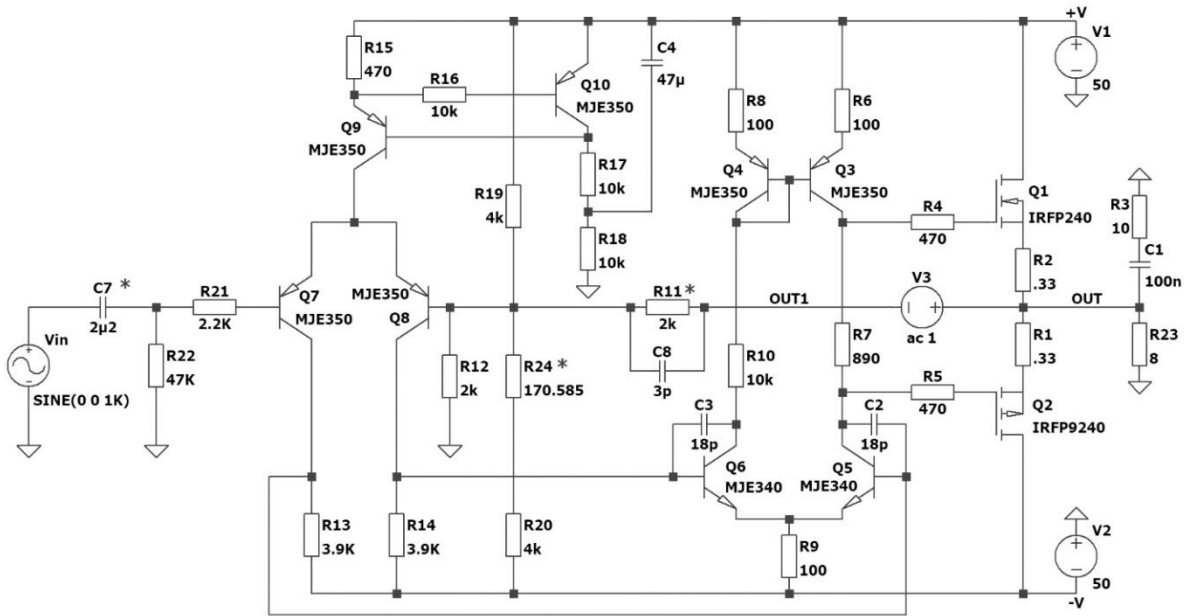 +V
V1
50
R15
470
R16
10k
Q10
MJE350
C4
47µ
R8
100
R6
100
Q9
MJE350
R17
10k
Q4
MJE350
Q3
MJE350
R19
4k
R18
10k
R4
470
Q1
IRFP240
R3
10
C1
100n
R2
.33
C7 *
2µ2
R21
2.2K
Q7
MJE350
MJE350
Q8
R11 *
2k
C8
3p
OUT1
V3
ac 1
OUT
Vin
SINE(0 0 1K)
R22
47K
R12
2k
R24 *
170.585
R10
10k
R7
890
R1
.33
R23
8
R5
470
Q2
IRFP9240
C3
18p
C2
18p
Q6
MJE340
Q5
MJE340
R13
3.9K
R14
3.9K
R20
4k
R9
100
V2
50
-V